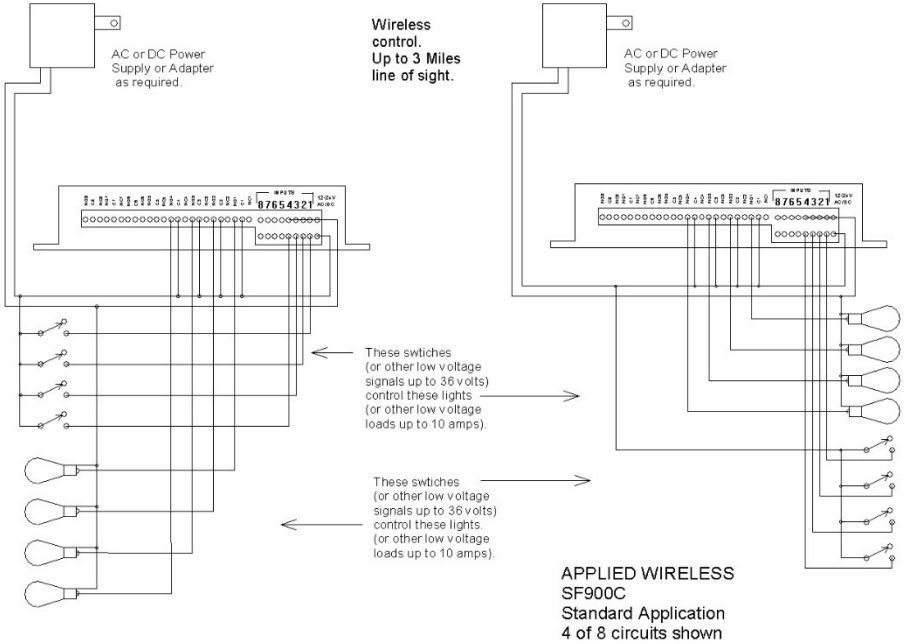 AC or DC Power
Supply or Adapter
as required.
Wireless
control.
Up to 3 Miles
line of sight.
AC or DC Power
Supply or Adapter
as required.
INPUTS
87654321
AC/DC
INPUTS
87654321
AC/DC
These swtiches
(or other low voltage
signals up to 36 volts)
control these lights
(or other low voltage
loads up to 10 amps).
These swtiches
(or other low voltage
signals up to 36 volts)
control these lights.
(or other low voltage
loads up to 10 amps).
APPLIED WIRELESS
SF900C
Standard Application
4 of 8 circuits shown